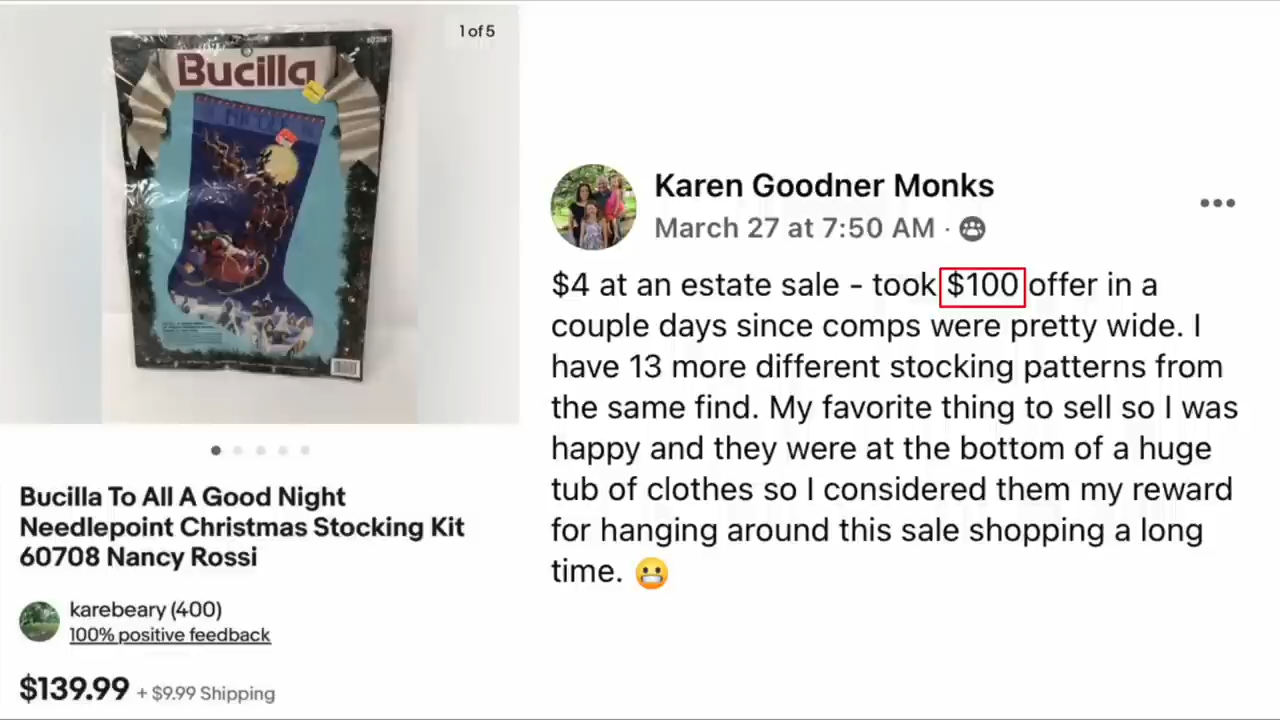 1 of 5
Bucilla
Bucilla To All A Good Night
Needlepoint Christmas Stocking Kit
60708 Nancy Rossi
karebeary (400)
100% positive feedback
$139.99 + $9.99 Shipping
Karen Goodner Monks
March 27 at 7:50 AM ·
$4 at an estate sale - took $100 offer in a
couple days since comps were pretty wide. I
have 13 more different stocking patterns from
the same find. My favorite thing to sell so I was
happy and they were at the bottom of a huge
tub of clothes so I considered them my reward
for hanging around this sale shopping a long
time. 😬